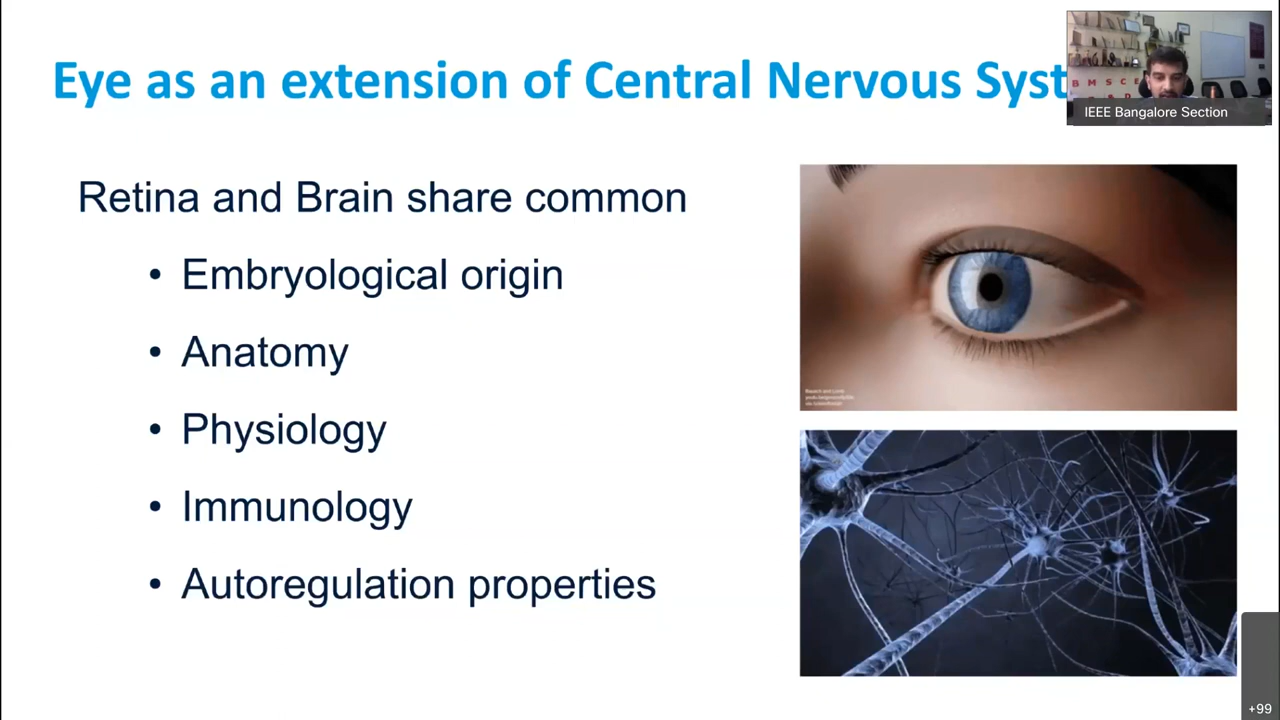 Eye as an extension of Central Nervous Syst
IEEE Bangalore Section
Retina and Brain share common
• Embryological origin
• Anatomy
• Physiology
• Immunology
• Autoregulation properties
B M S C E
+99